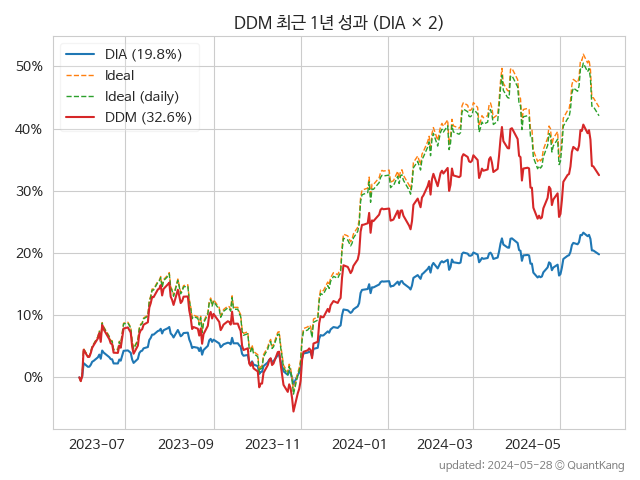 DDM 최근 1년 성과 (DIA × 2)
DIA (19.8%)
Ideal
Ideal (daily)
DDM (32.6%)
50%
40%
30%
20%
10%
0%
2023-07 2023-09 2023-11 2024-01 2024-03 2024-05
updated: 2024-05-28 © QuantKang